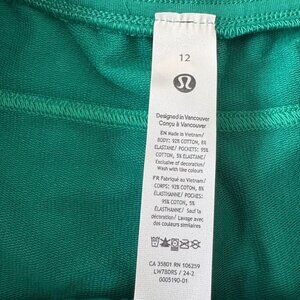 12
Designed in Vancouver
Conçu à Vancouver
EN Made in Vietnam/
BODY: 92% COTTON, 8%
ELASTANE/ POCKETS: 95%
COTTON, 5% ELASTANE/
Exclusive of decoration/
Wash with like colours
FR Fabriqué au Vietnam/
CORPS: 92% COTON, 8%
ÉLASTHANNE/ POCHES:
95% COTON, 5%
ÉLASTHANNE/ Sauf la
décoration/ Lavage avec
des couleurs similaires
CA 35801 RN 106259
LW7BDRS / 24-2
0005190-01